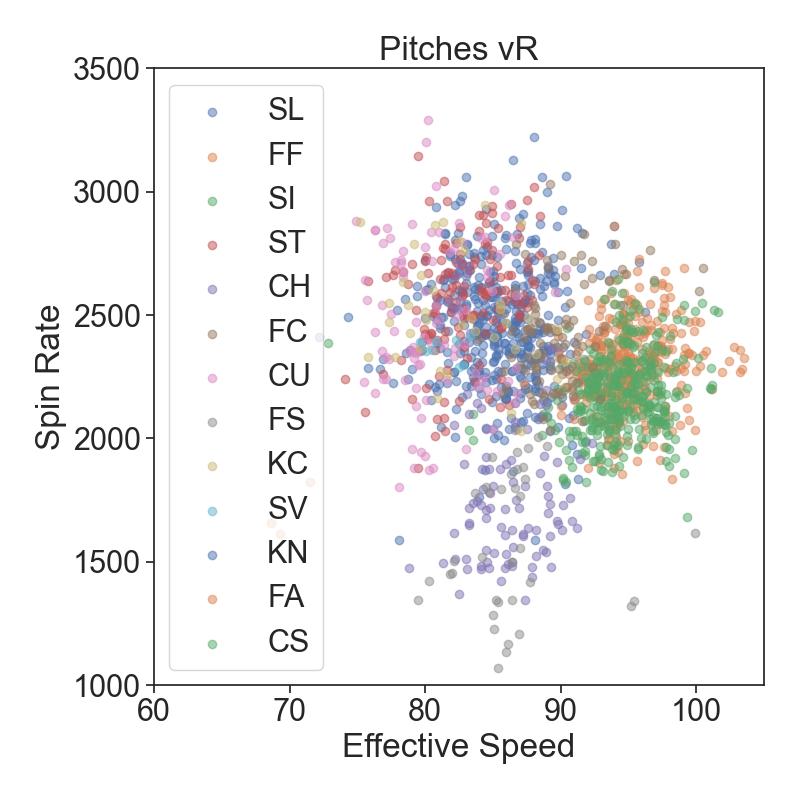 Pitches vR
3500
3000
2500
2000
1500
1000
Spin Rate
SL
FF
SI
ST
CH
FC
CU
FS
KC
SV
KN
FA
CS
60 70 80 90 100
Effective Speed